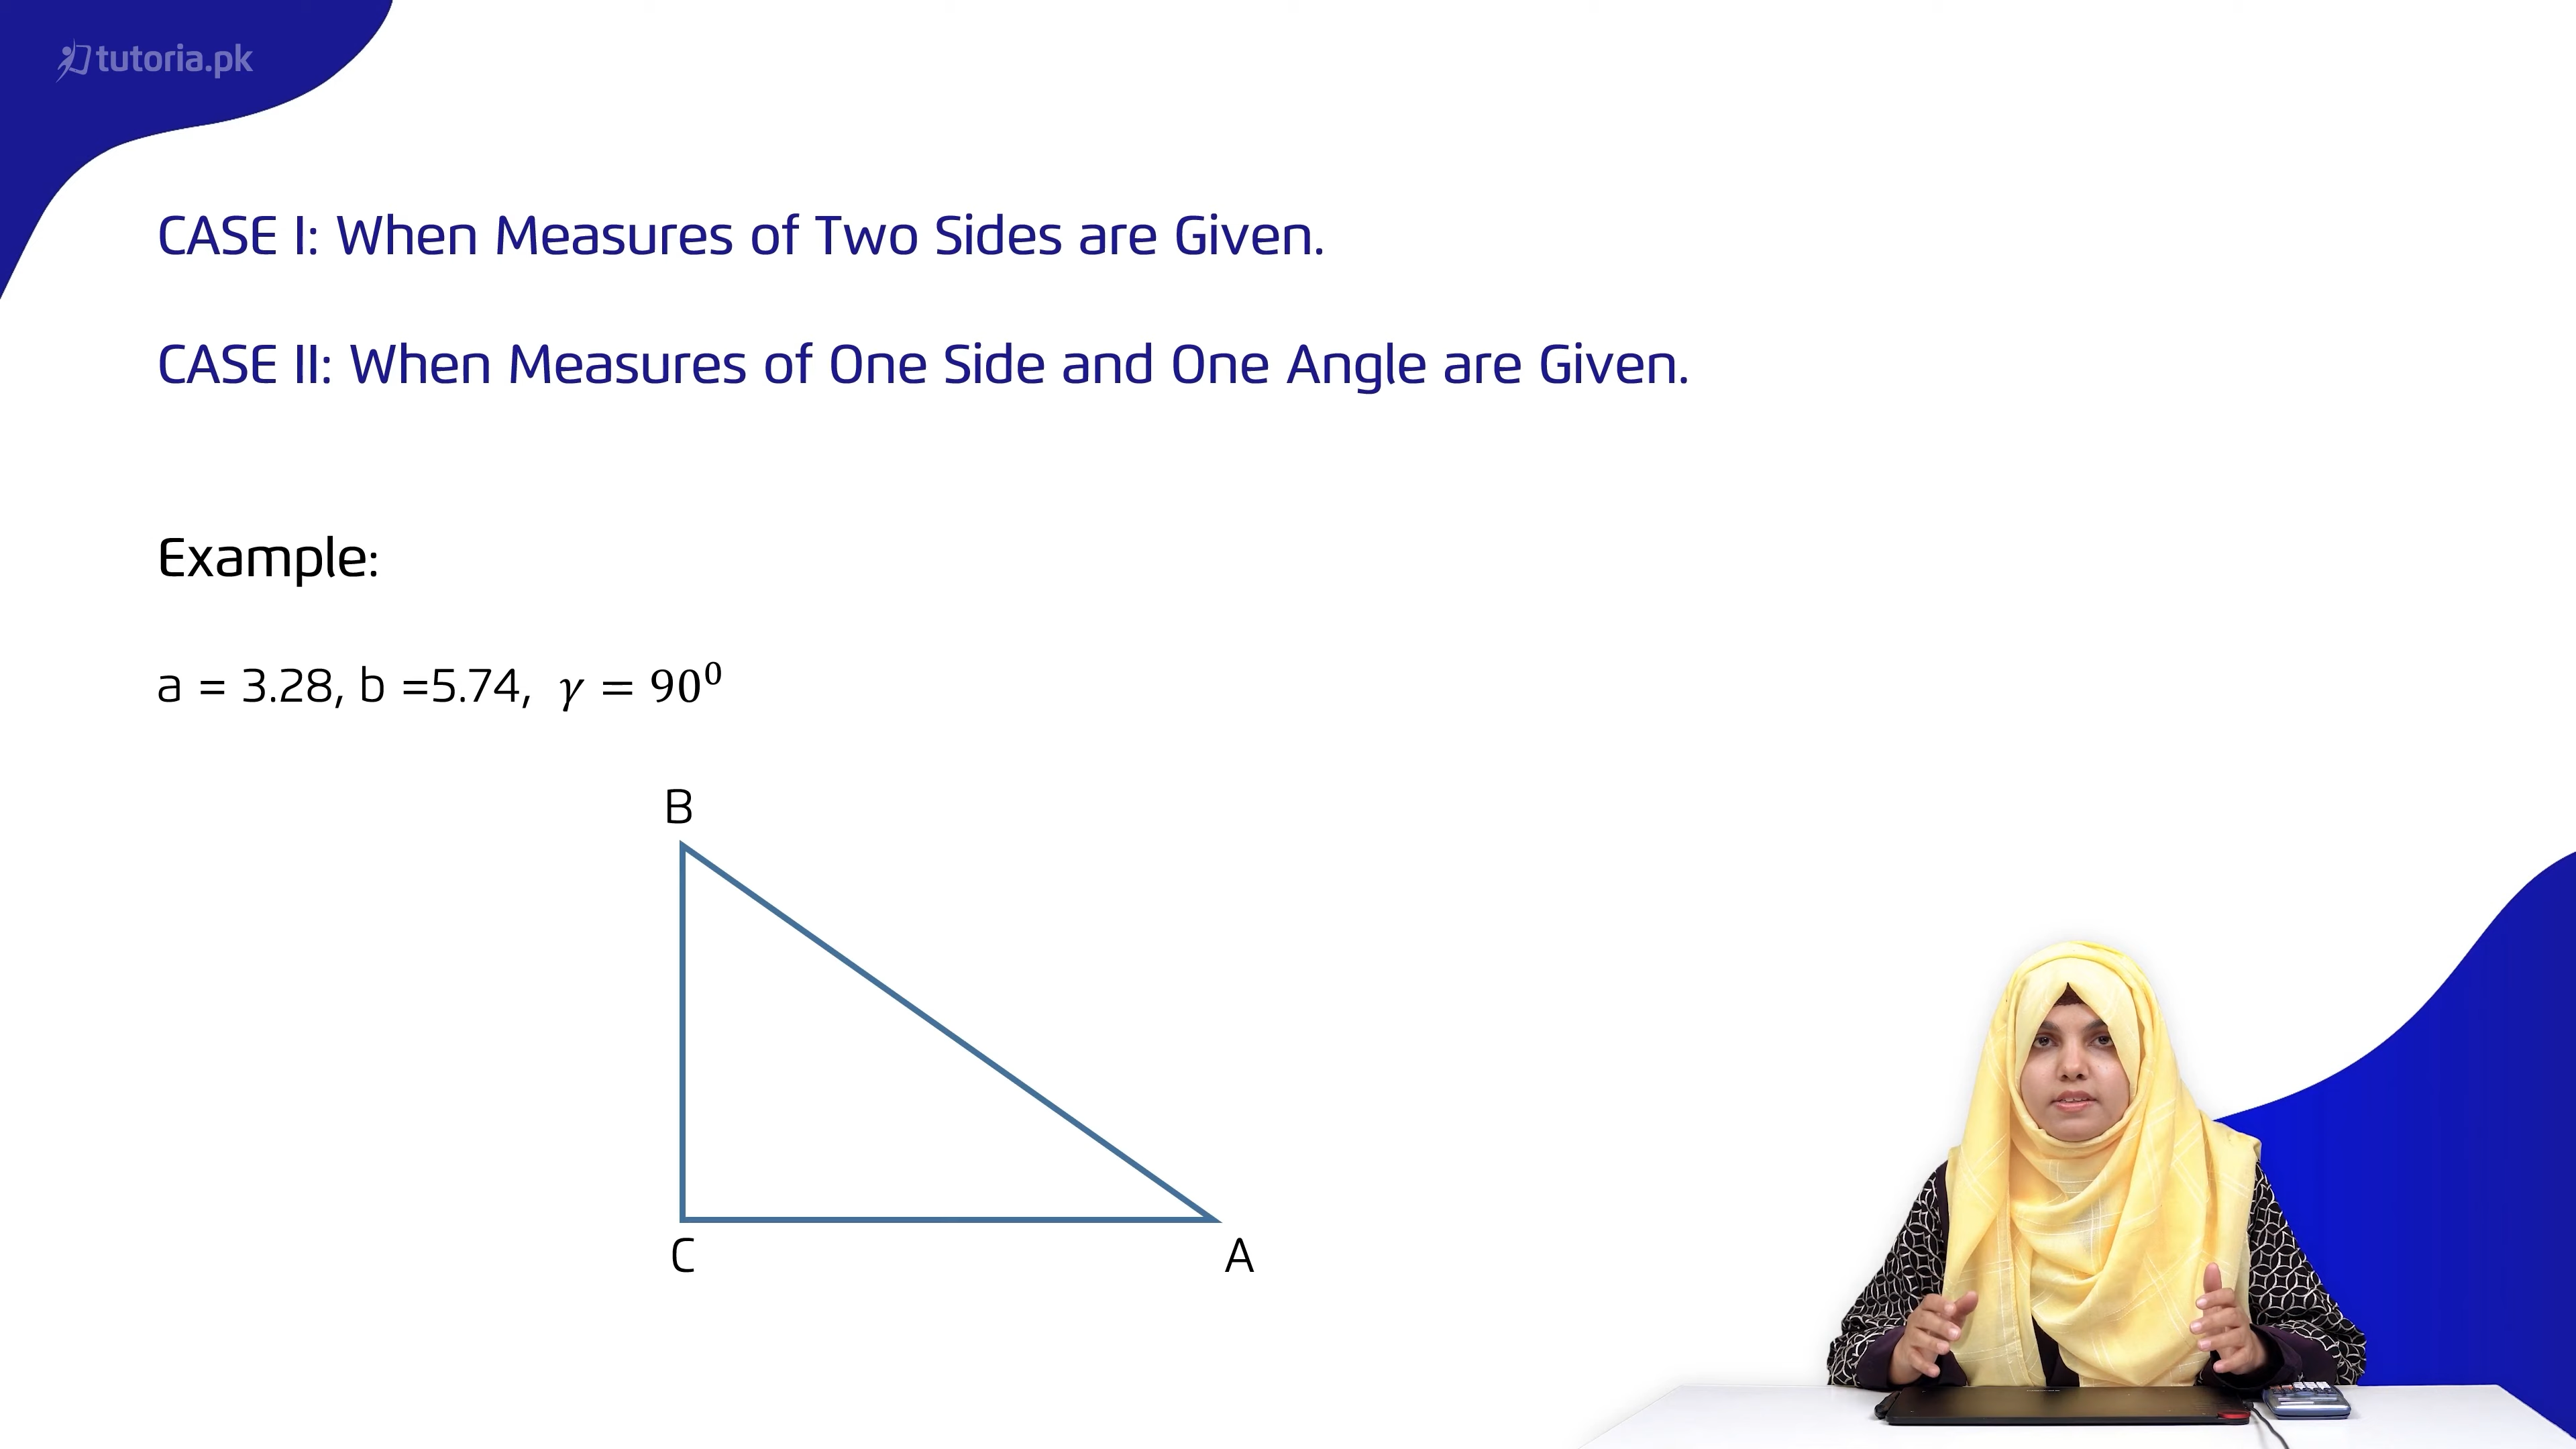 tutoria.pk
CASE I: When Measures of Two Sides are Given.
CASE II: When Measures of One Side and One Angle are Given.
Example:
a = 3.28, b =5.74, γ = 90⁰
B
C
A